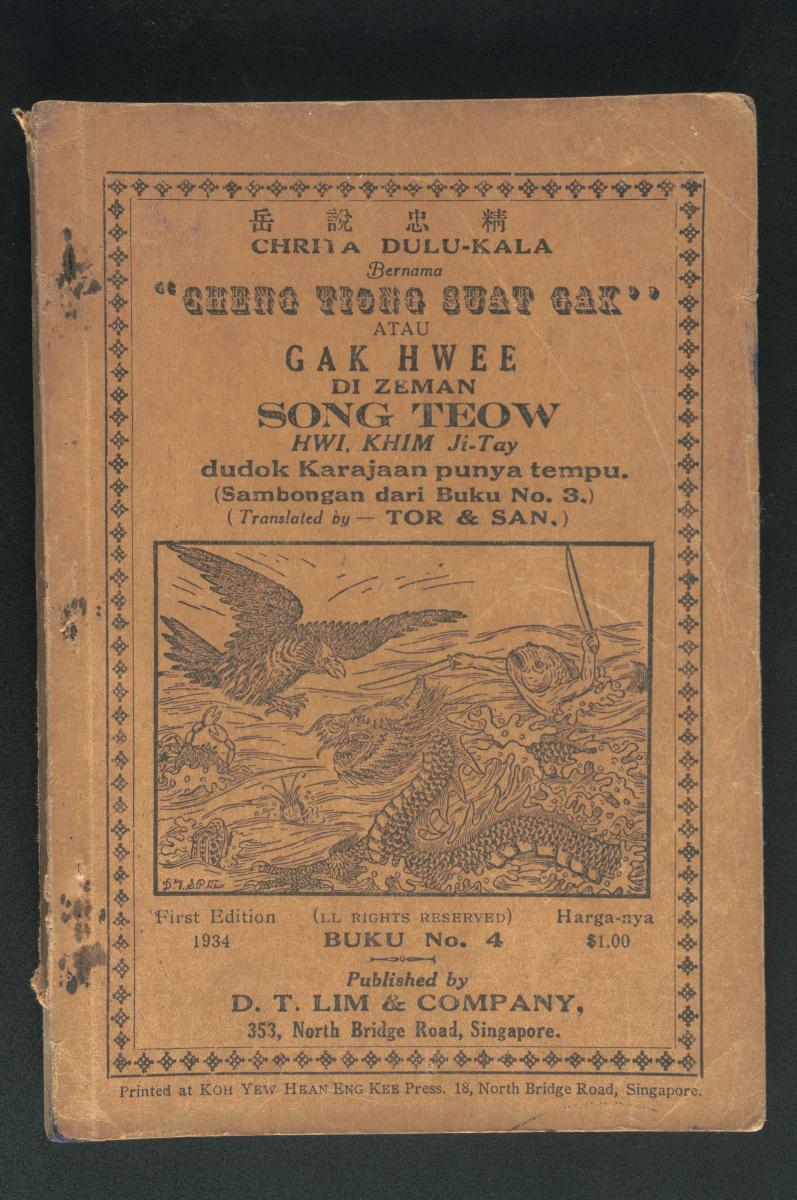 岳 說 忠 精
CHRITA DULU-KALA
Bernama
"CHENG TIONG SUAT GAK"
ATAU
GAK HWEE
DI ZEMAN
SONG TEOW
HWI, KHIM Ji-Tay
dudok Karajaan punya tempu.
(Sambongan dari Buku No. 3.)
(Translated by — TOR & SAN.)
First Edition (LL RIGHTS RESERVED) Harga-nya
1934 BUKU No. 4 $1.00
Published by
D. T. LIM & COMPANY,
353, North Bridge Road, Singapore.
Printed at KOH YEW HEAN ENG KEE Press. 18, North Bridge Road, Singapore.